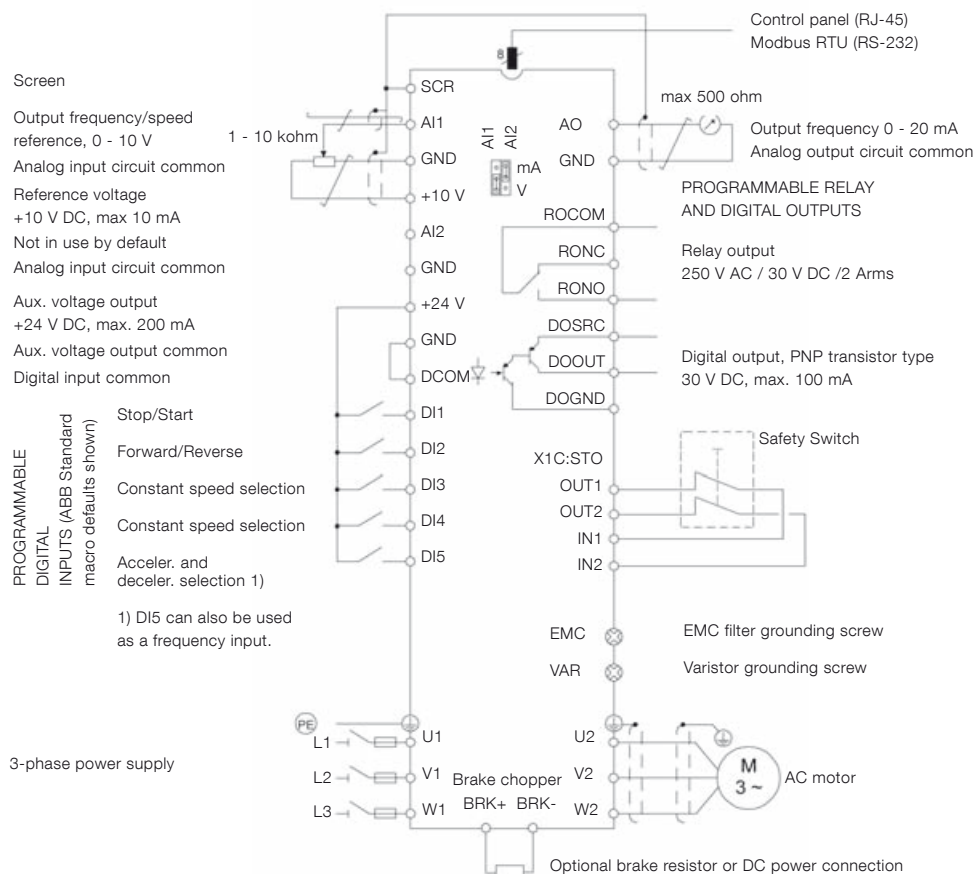 Control panel (RJ-45)
Modbus RTU (RS-232)
8
Screen
SCR
Output frequency/speed
reference, 0 - 10 V
1 - 10 kohm
AI1
Analog input circuit common
GND
Reference voltage
+10 V DC, max 10 mA
+10 V
Not in use by default
AI2
Analog input circuit common
GND
Aux. voltage output
+24 V DC, max. 200 mA
+24 V
Aux. voltage output common
GND
Digital input common
DCOM
PROGRAMMABLE
DIGITAL
INPUTS (ABB Standard
macro defaults shown)
Stop/Start
DI1
Forward/Reverse
DI2
Constant speed selection
DI3
Constant speed selection
DI4
Acceler. and
deceler. selection 1)
DI5
1) DI5 can also be used
as a frequency input.
AI1
AI2
mA
V
max 500 ohm
AO
GND
Output frequency 0 - 20 mA
Analog output circuit common
PROGRAMMABLE RELAY
AND DIGITAL OUTPUTS
ROCOM
RONC
RONO
Relay output
250 V AC / 30 V DC /2 Arms
DOSRC
DOOUT
DOGND
Digital output, PNP transistor type
30 V DC, max. 100 mA
Safety Switch
X1C:STO
OUT1
OUT2
IN1
IN2
EMC
EMC filter grounding screw
VAR
Varistor grounding screw
PE
3-phase power supply
L1
U1
L2
V1
L3
W1
Brake chopper
BRK+ BRK-
U2
V2
W2
M
3 ~
AC motor
Optional brake resistor or DC power connection